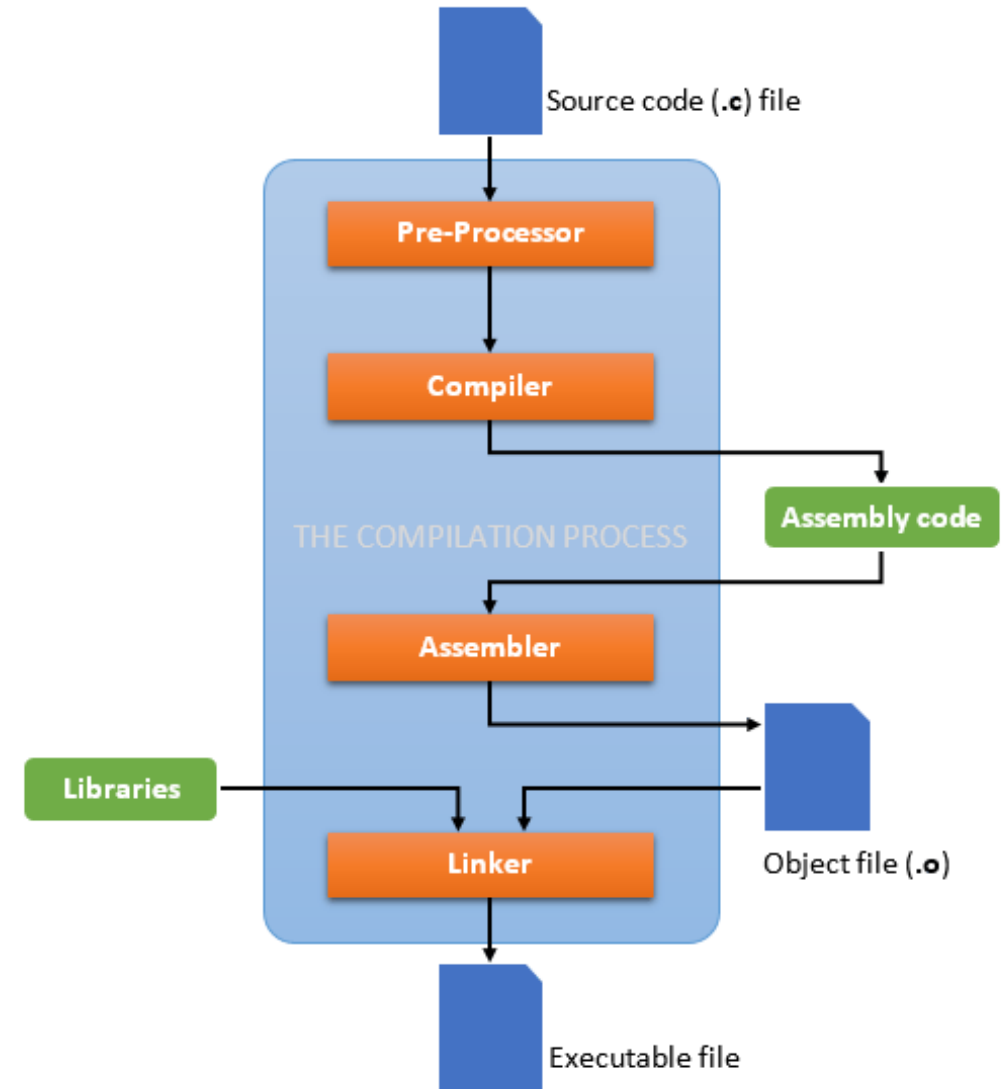 Source code (.c) file
Pre-Processor
Compiler
Assembly code
THE COMPILATION PROCESS
Assembler
Libraries
Linker
Object file (.o)
Executable file